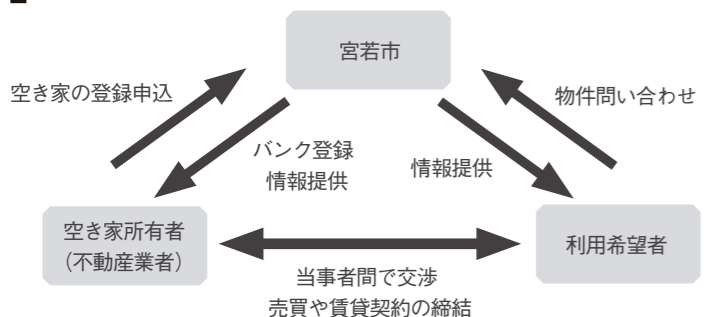 宮若市
空き家の登録申込
物件問い合わせ
バンク登録
情報提供
情報提供
空き家所有者
（不動産業者）
利用希望者
当事者間で交渉
売買や賃貸契約の締結